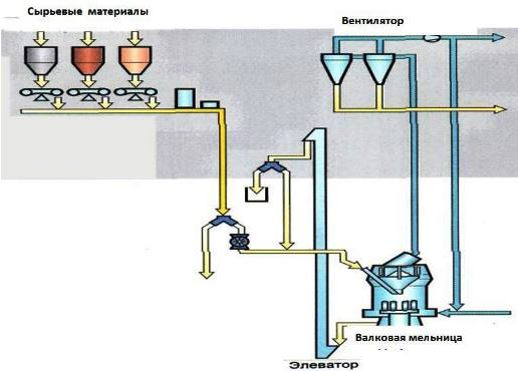 Сырьевые материалы
Вентилятор
Валковая мельница
Элеватор